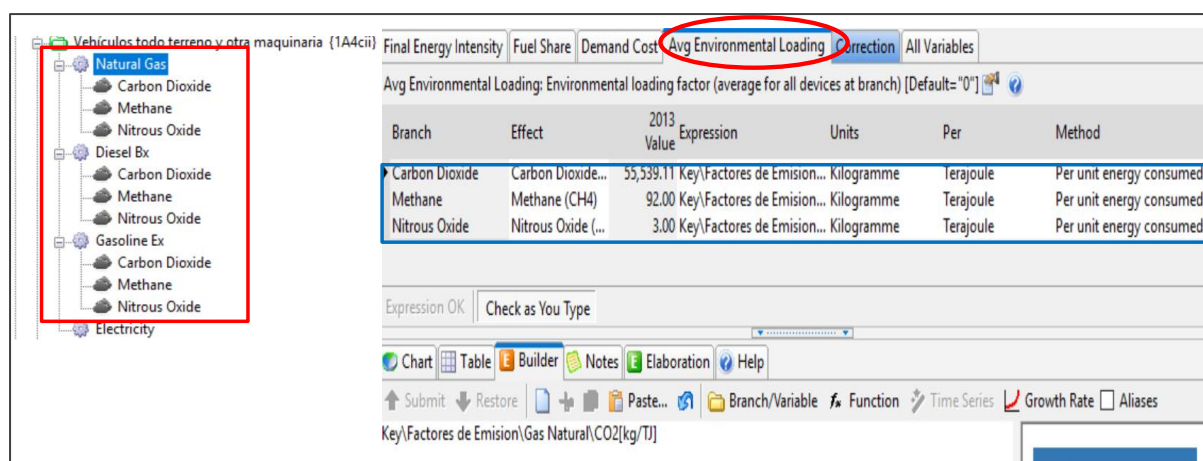 Vehículos todo terreno y otra maquinaria {1A4cii}
Natural Gas
Carbon Dioxide
Methane
Nitrous Oxide
Diesel Bx
Carbon Dioxide
Methane
Nitrous Oxide
Gasoline Ex
Carbon Dioxide
Methane
Nitrous Oxide
Electricity
Final Energy Intensity Fuel Share Demand Cost Avg Environmental Loading Correction All Variables
Avg Environmental Loading: Environmental loading factor (average for all devices at branch) [Default="0"]
Branch Effect 2013 Value Expression Units Per Method
Carbon Dioxide Carbon Dioxide... 55,539.11 Key\Factores de Emision... Kilogramme Terajoule Per unit energy consumed
Methane Methane (CH4) 92.00 Key\Factores de Emision... Kilogramme Terajoule Per unit energy consumed
Nitrous Oxide Nitrous Oxide (... 3.00 Key\Factores de Emision... Kilogramme Terajoule Per unit energy consumed
Expression OK Check as You Type
Chart Table Builder Notes Elaboration Help
Submit Restore Paste... Branch/Variable fx Function Time Series Growth Rate Aliases
Key\Factores de Emision\Gas Natural\CO2[kg/TJ]